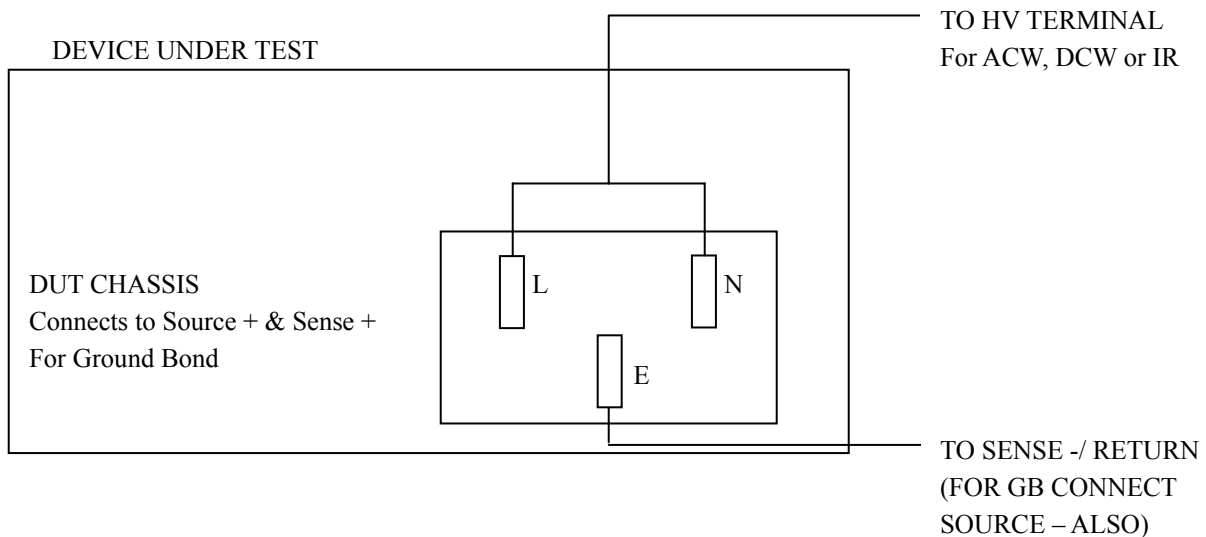 TO HV TERMINAL
For ACW, DCW or IR
DEVICE UNDER TEST
DUT CHASSIS
Connects to Source + & Sense +
For Ground Bond
L
N
E
TO SENSE -/ RETURN
(FOR GB CONNECT
SOURCE – ALSO)